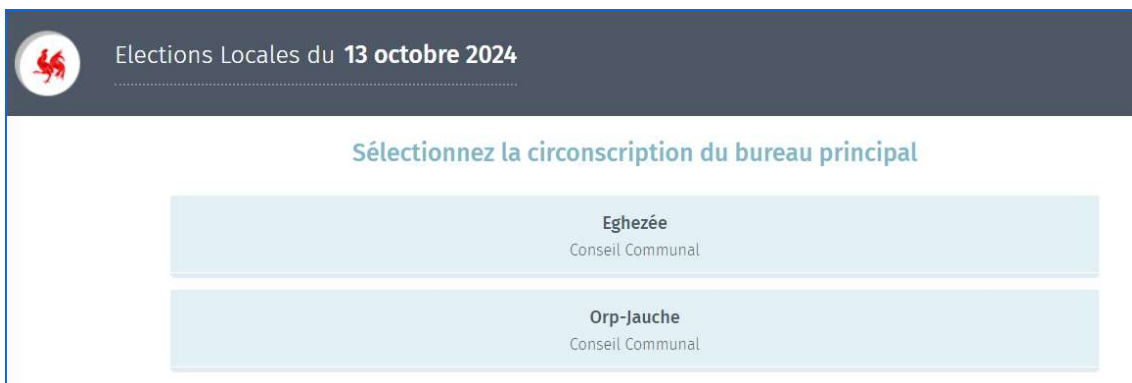 Elections Locales du 13 octobre 2024
Sélectionnez la circonscription du bureau principal
Eghezée
Conseil Communal
Orp-Jauche
Conseil Communal